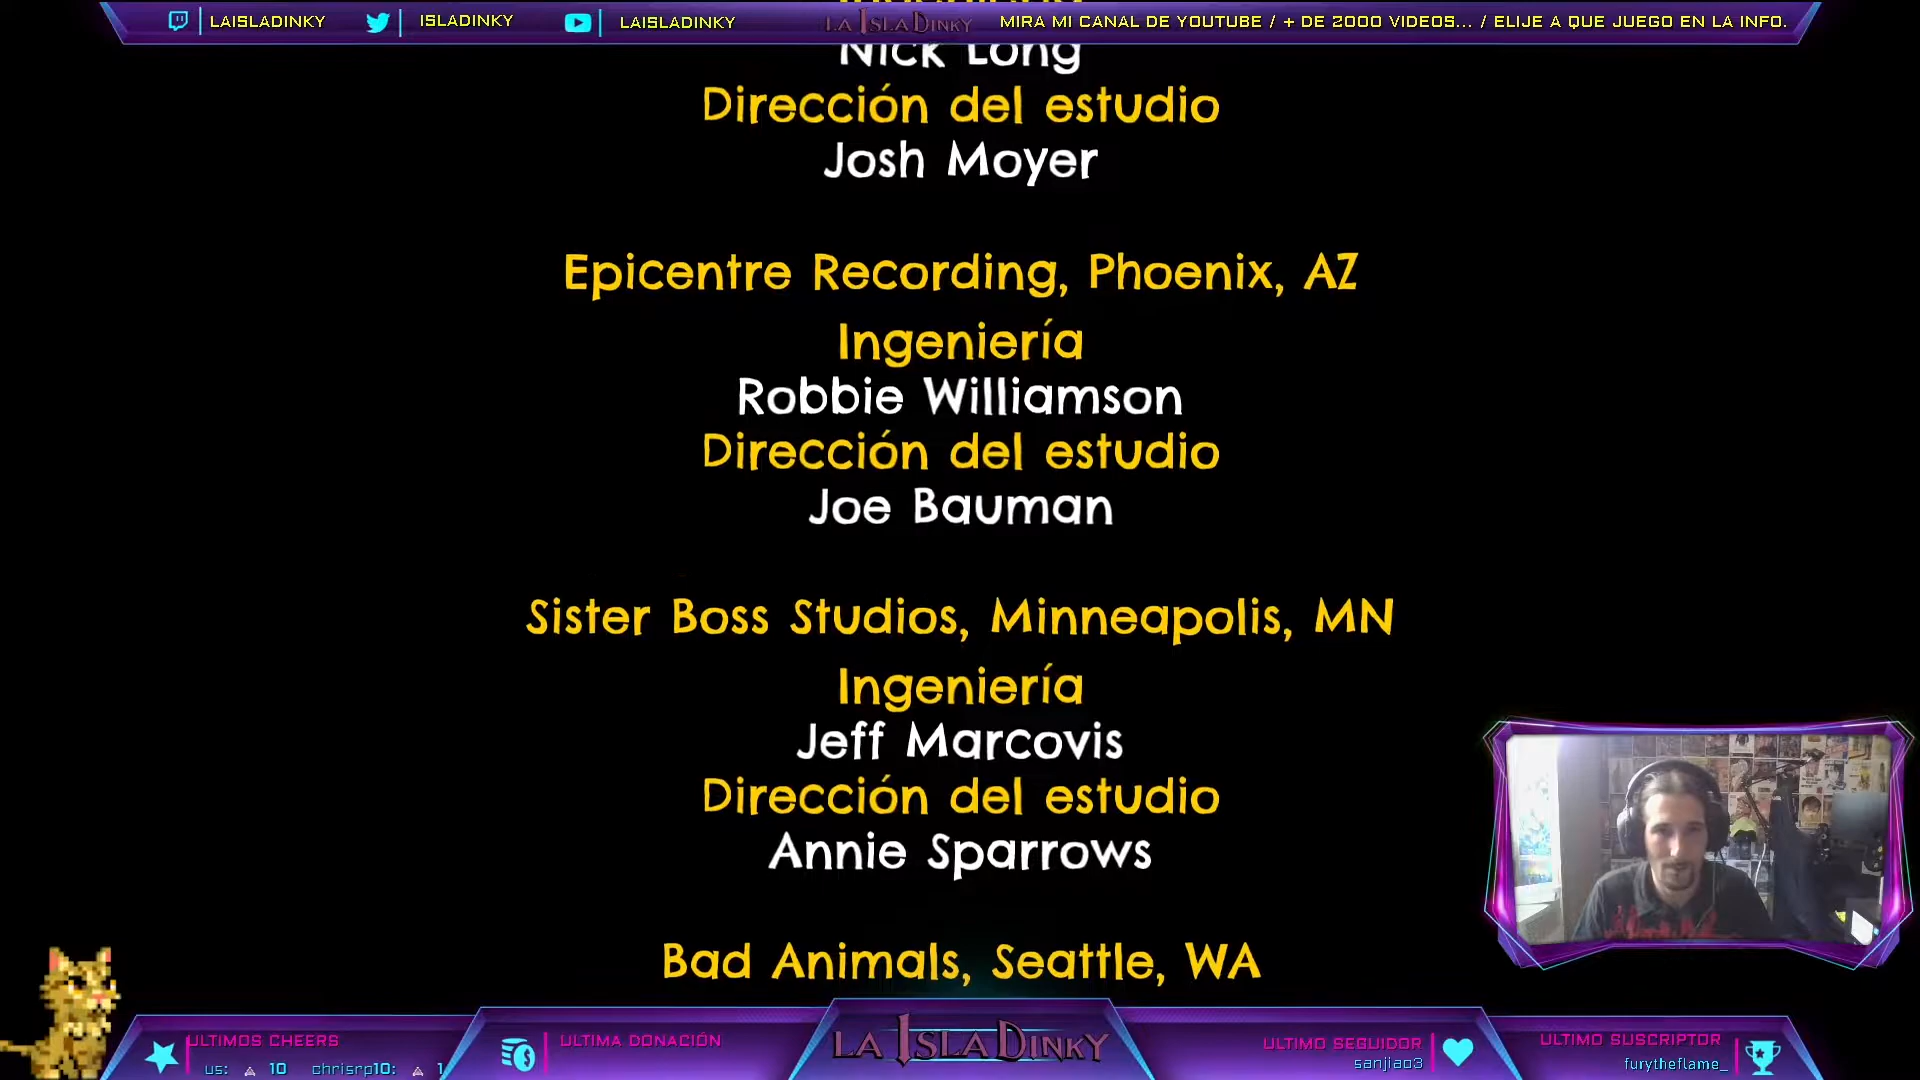 LAISLADINKY
ISLADINKY
LAISLADINKY
LA ISLA DINKY
MIRA MI CANAL DE YOUTUBE / + DE 2000 VIDEOS... / ELIJE A QUE JUEGO EN LA INFO.
Nick Long
Dirección del estudio
Josh Moyer
Epicentre Recording, Phoenix, AZ
Ingeniería
Robbie Williamson
Dirección del estudio
Joe Bauman
Sister Boss Studios, Minneapolis, MN
Ingeniería
Jeff Marcovis
Dirección del estudio
Annie Sparrows
Bad Animals, Seattle, WA
ULTIMOS CHEERS
us: 10 chrisrp10: 1
ULTIMA DONACIÓN
LA ISLA DINKY
ULTIMO SEGUIDOR
sanjiao3
ULTIMO SUSCRIPTOR
furytheflame_